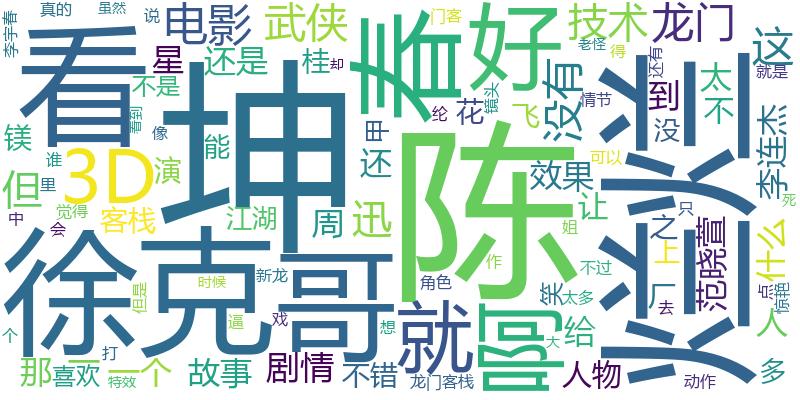 李宇春
真的
虽然
说
电影
武侠
春
门客
好
技术
龙门
这
看
星
还是
桂
却
老怪
得
还有
就是
不是
坤
纶
花
镜头
没有
情节
到
太
不
镁
谁
像
看到
能
甲
飞
没
李连杰
但
里
3D
演
还
陈
效果
可以
兰兰
死
中
会
觉得
客栈
江湖
周
迅
让
姐
之
只
上
范晓萱
什么
徐克
哥
新龙
但是
时候
逼
戏
想
角色
作
笑
不过
太多
厂
去
点
惊艳
人
个
打
就
啊
给
大
那
喜欢
一个
特效
故事
剧情
不错
龙门客栈
人物
动作
多